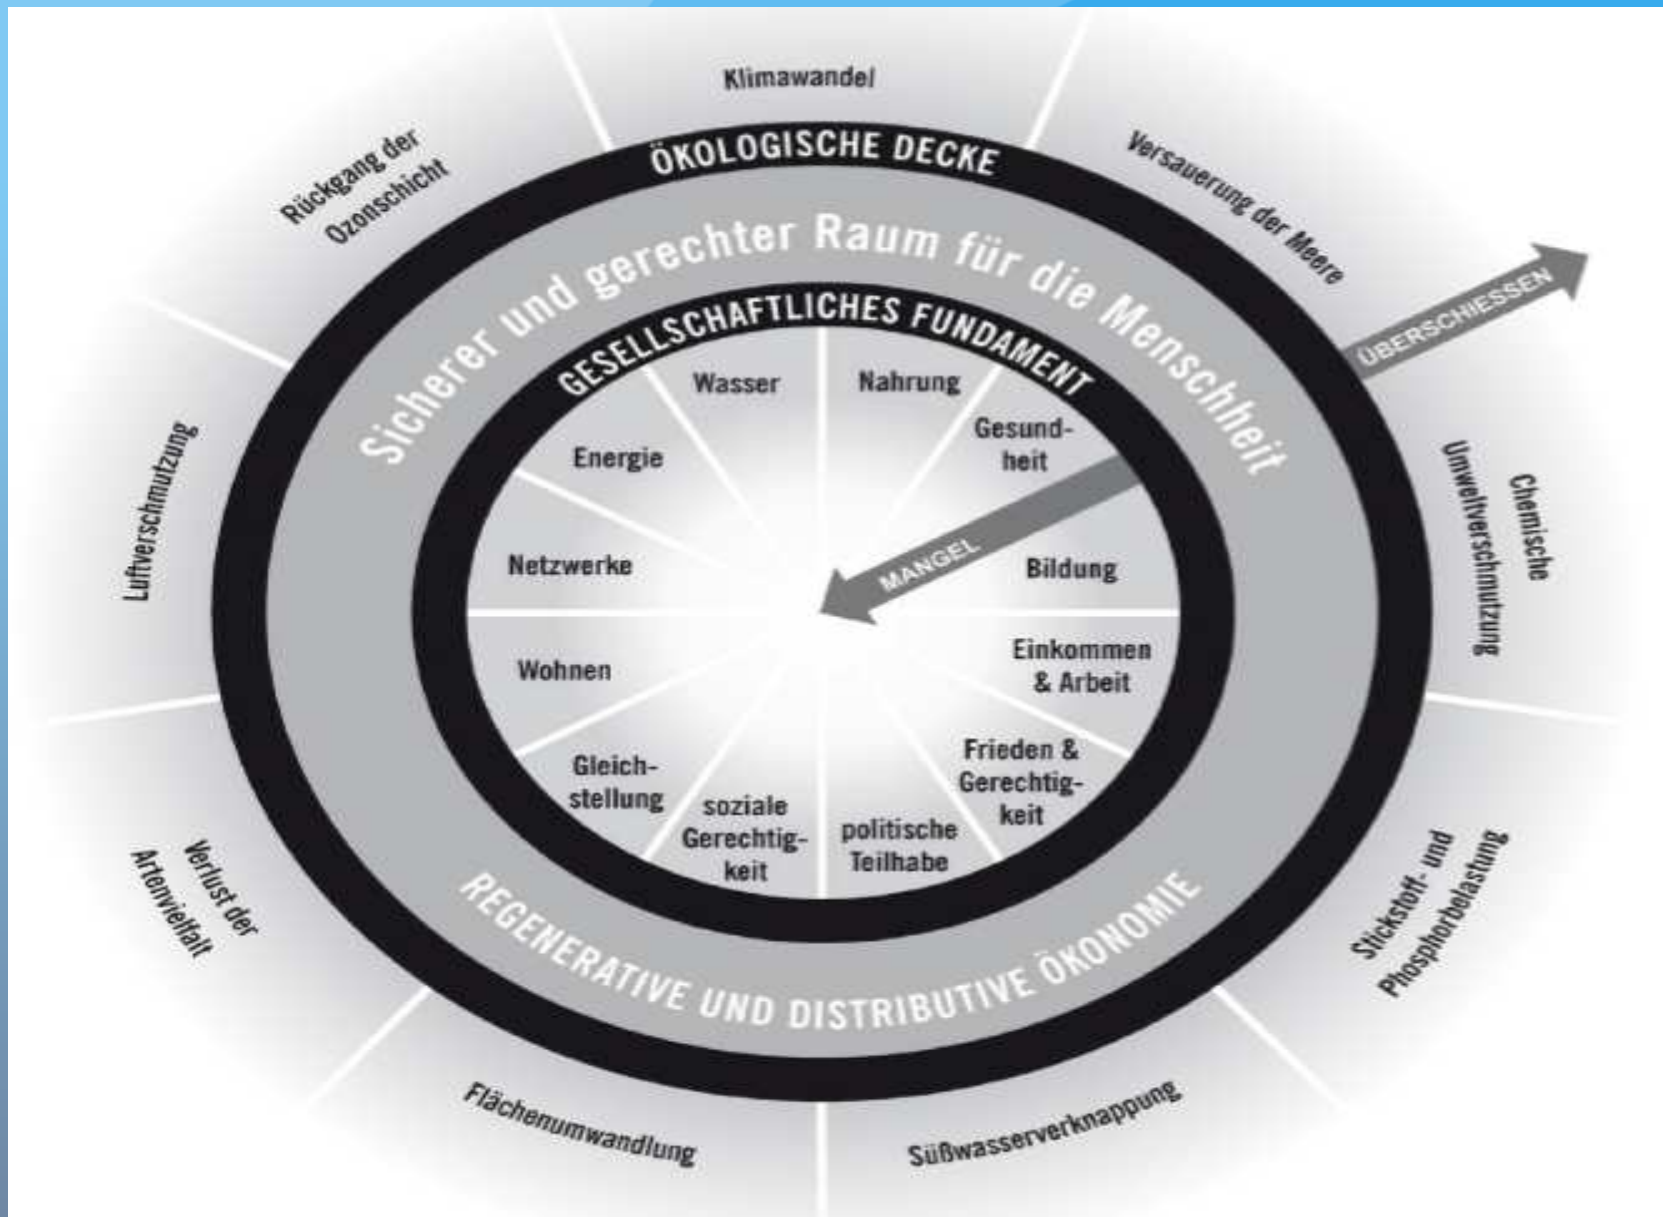 Klimawandel
Versauerung der Meere
ÜBERSCHIESSEN
Chemische
Umweltverschmutzung
Stickstoff- und
Phosphorbelastung
Süßwasserverknappung
Flächenumwandlung
Verlust der
Artenvielfalt
Luftverschmutzung
Rückgang der
Ozonschicht
ÖKOLOGISCHE DECKE
Sicherer und gerechter Raum für die Menschheit
GESELLSCHAFTLICHES FUNDAMENT
Wasser
Nahrung
Gesund-
heit
MANGEL
Bildung
Einkommen
& Arbeit
Frieden &
Gerechtig-
keit
politische
Teilhabe
soziale
Gerechtig-
keit
Gleich-
stellung
Wohnen
Netzwerke
Energie
REGENERATIVE UND DISTRIBUTIVE ÖKONOMIE